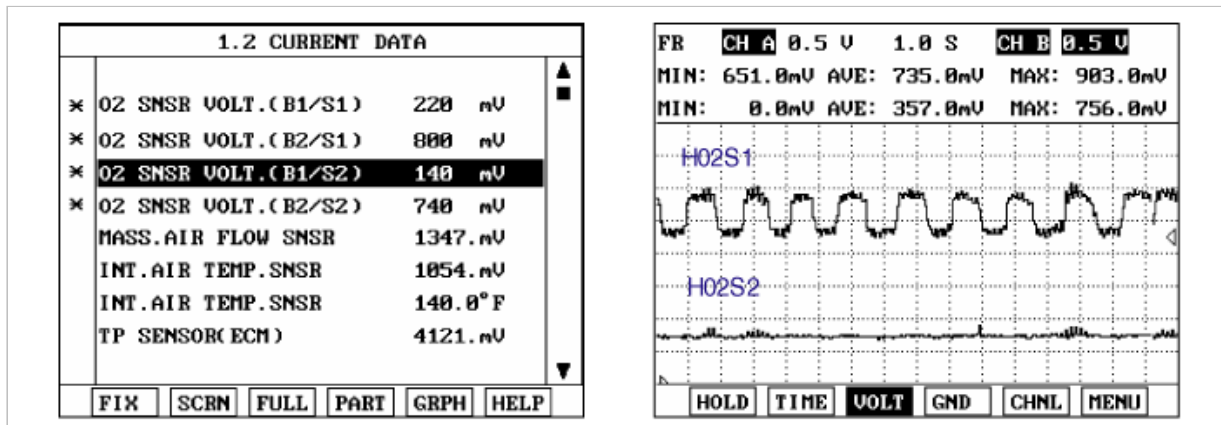 1.2 CURRENT DATA
* O2 SNSR VOLT.(B1/S1) 220 mV
* O2 SNSR VOLT.(B2/S1) 800 mV
* O2 SNSR VOLT.(B1/S2) 140 mV
* O2 SNSR VOLT.(B2/S2) 740 mV
MASS.AIR FLOW SNSR 1347.mV
INT.AIR TEMP.SNSR 1054.mV
INT.AIR TEMP.SNSR 140.0°F
TP SENSOR(ECM) 4121.mV
FIX SCRN FULL PART GRPH HELP
FR CH A 0.5 V 1.0 S CH B 0.5 V
MIN: 651.0mV AVE: 735.0mV MAX: 903.0mV
MIN: 0.0mV AVE: 357.0mV MAX: 756.0mV
H02S1
H02S2
HOLD TIME VOLT GND CHNL MENU